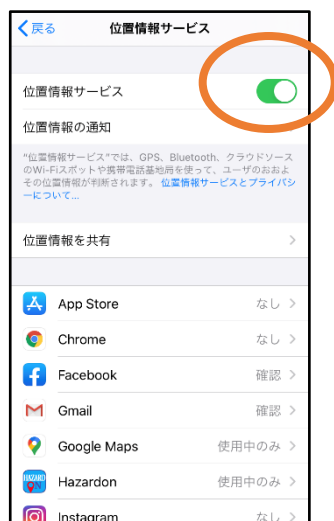 戻る 位置情報サービス
位置情報サービス
位置情報の通知
“位置情報サービス”では、GPS、Bluetooth、クラウドソース
のWi-Fiスポットや携帯電話基地局を使って、ユーザのおおよ
その位置情報が判断されます。位置情報サービスとプライバシ
ーについて...
位置情報を共有
App Store なし
Chrome なし
Facebook 確認
Gmail 確認
Google Maps 使用中のみ
HAZARD ON
Hazardon 使用中のみ
Instagram なし